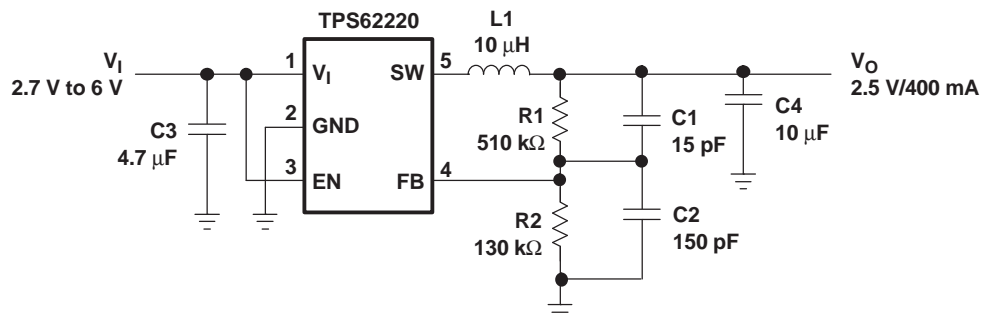 TPS62220
L1
10 μH
V_I
2.7 V to 6 V
1
V_I
SW
5
V_O
2.5 V/400 mA
C3
4.7 μF
2
GND
R1
510 kΩ
C1
15 pF
C4
10 μF
3
EN
FB
4
R2
130 kΩ
C2
150 pF